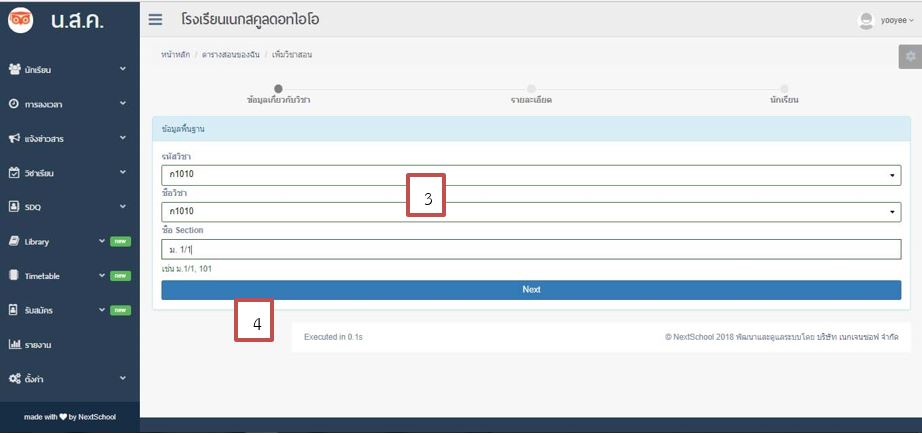 น.ส.ค.
โรงเรียนเนกสคูลดอทไอโอ
yooyee
หน้าหลัก / ตารางสอนของฉัน / เพิ่มวิชาสอน
นักเรียน
การลงเวลา
แจ้งข่าวสาร
วิชาเรียน
SDQ
Library new
Timetable new
รับสมัคร new
รายงาน
ตั้งค่า
made with by NextSchool
ข้อมูลเกี่ยวกับวิชา
รายละเอียด
นักเรียน
ข้อมูลพื้นฐาน
รหัสวิชา
ก1010
3
ชื่อวิชา
ก1010
ชื่อ Section
ม. 1/1
เช่น ม.1/1, 101
Next
4
Executed in 0.1s
© NextSchool 2018 พัฒนาและดูแลระบบโดย บริษัท เนกเจนซอฟ จำกัด